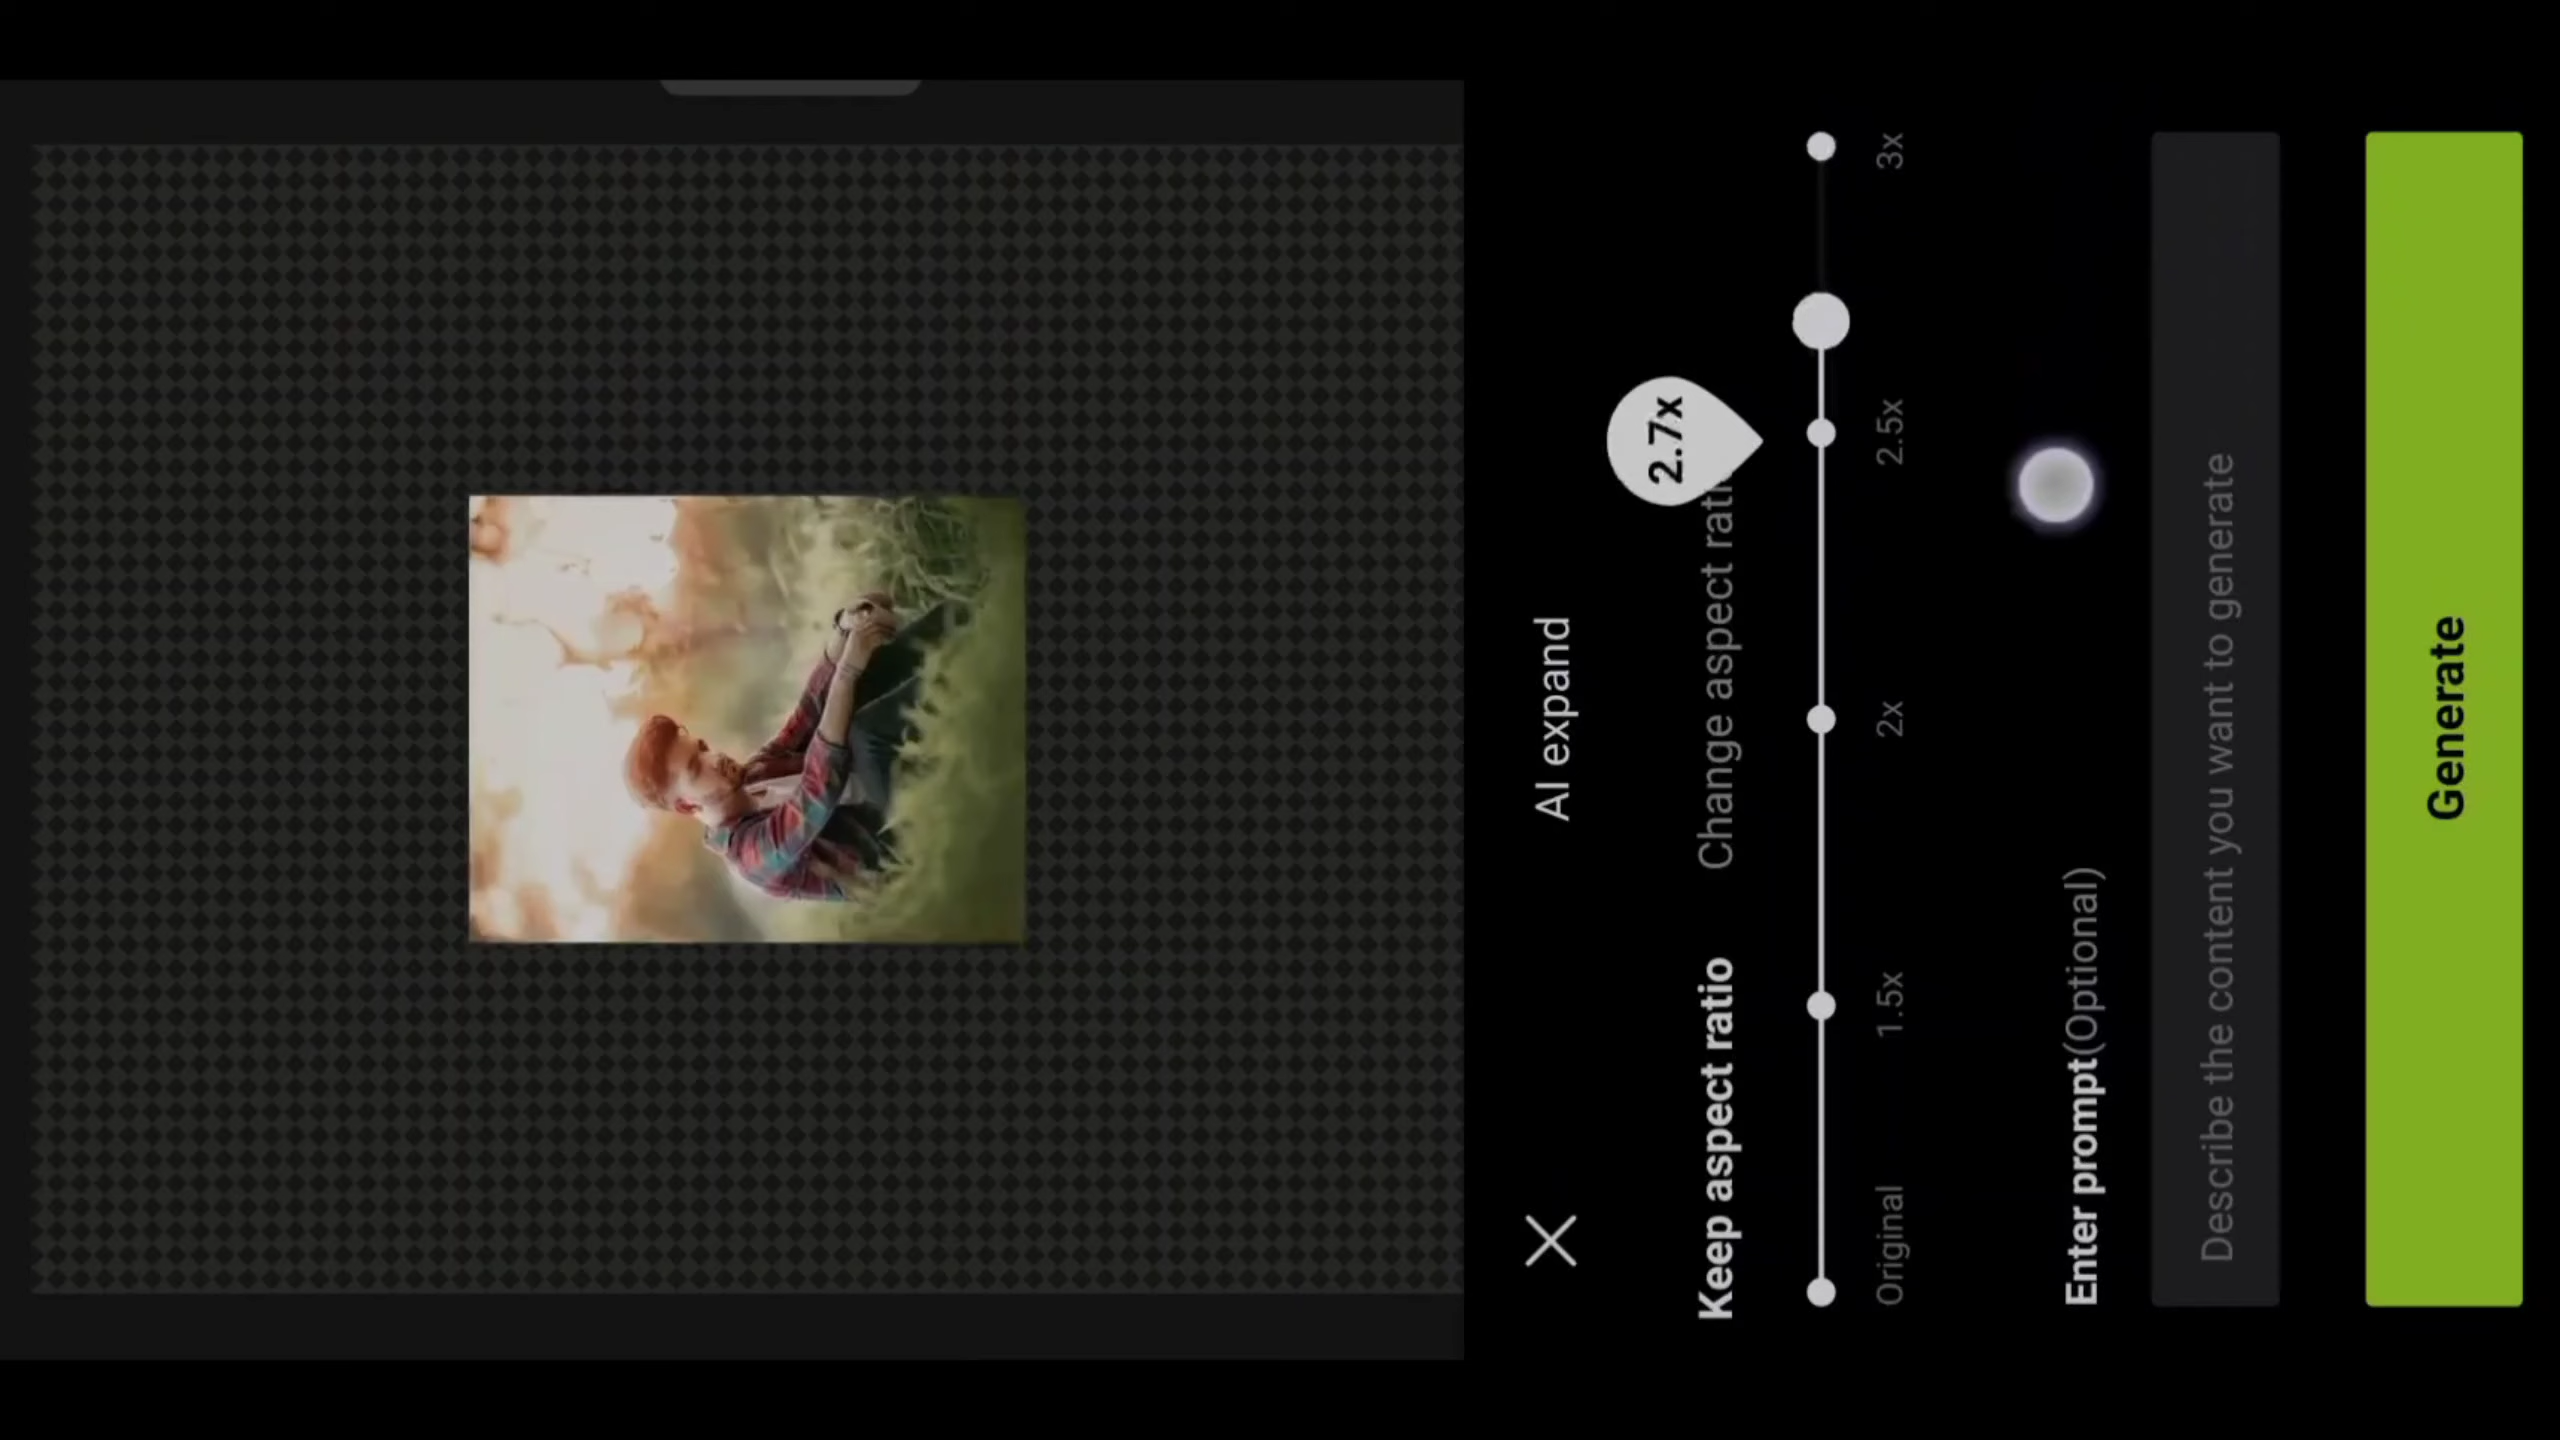 AI expand
Keep aspect ratio Change aspect ratio
2.7x
Original 1.5x 2x 2.5x 3x
Enter prompt(Optional)
Describe the content you want to generate
Generate